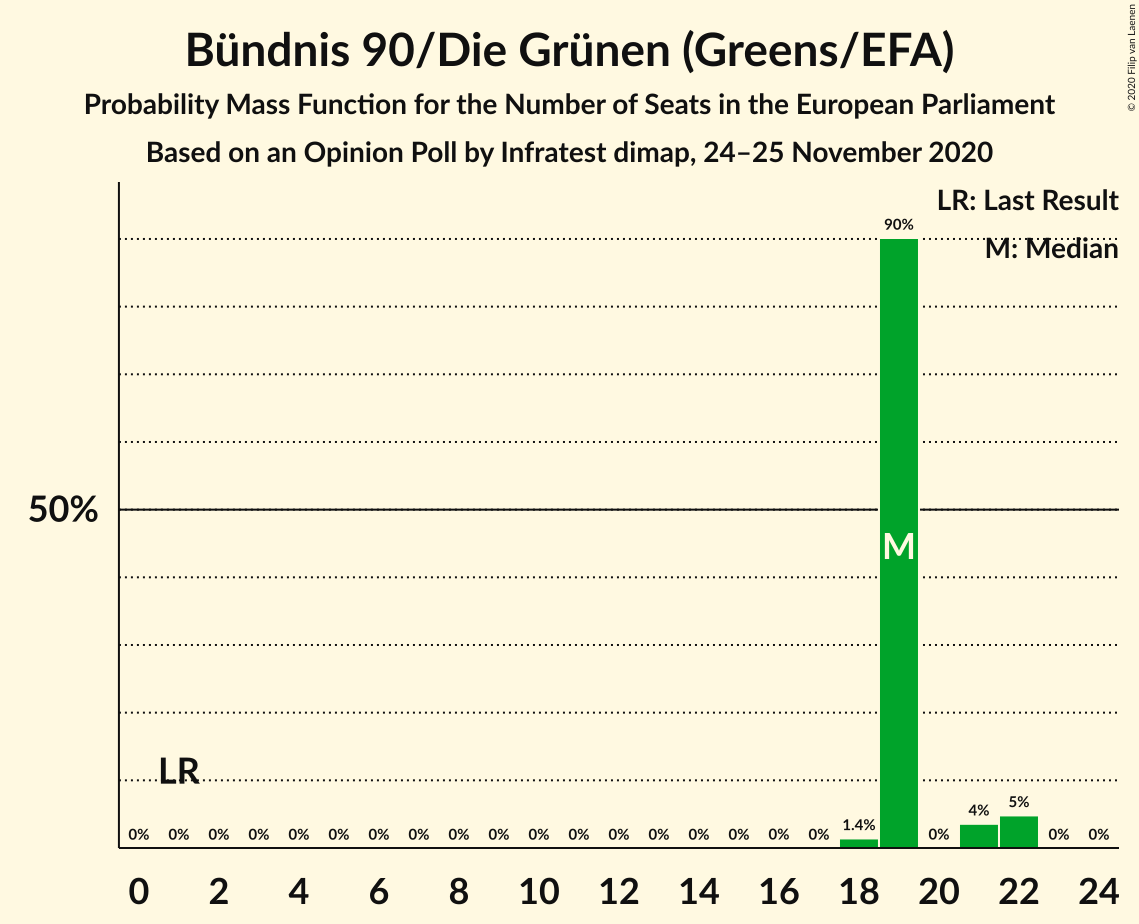 Bündnis 90/Die Grünen (Greens/EFA)
Probability Mass Function for the Number of Seats in the European Parliament
Based on an Opinion Poll by Infratest dimap, 24–25 November 2020
© 2020 Filip van Laenen
LR: Last Result
M: Median
90%
50%
M
LR
0% 0% 0% 0% 0% 0% 0% 0% 0% 0% 0% 0% 0% 0% 0% 0% 0% 0% 1.4% 0% 4% 5% 0% 0%
0 2 4 6 8 10 12 14 16 18 20 22 24